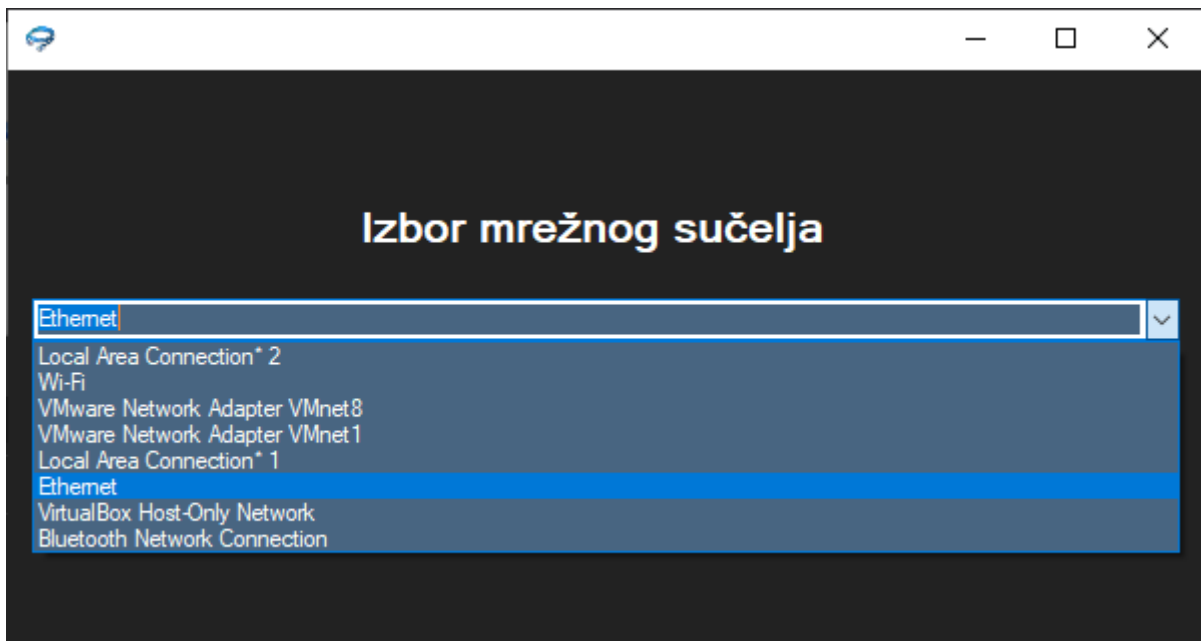 Izbor mrežnog sučelja
Ethernet
Local Area Connection* 2
Wi-Fi
VMware Network Adapter VMnet8
VMware Network Adapter VMnet1
Local Area Connection* 1
Ethernet
VirtualBox Host-Only Network
Bluetooth Network Connection